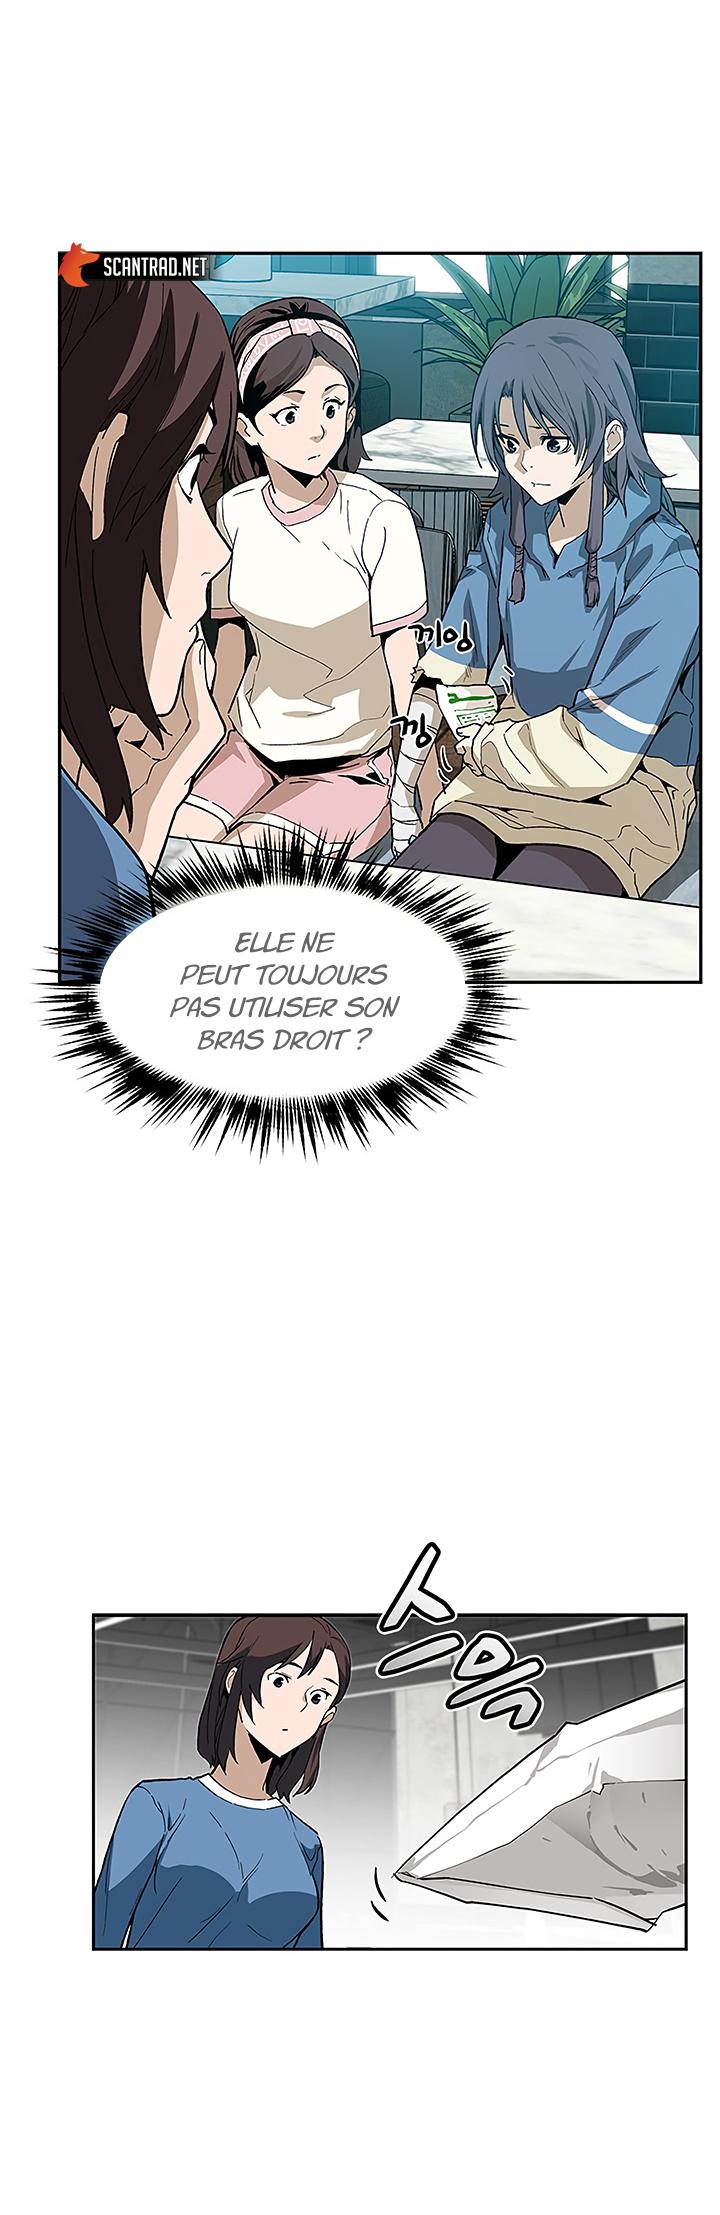 SCANTRAD.NET
끼잉
낑
ELLE NE
PEUT TOUJOURS
PAS UTILISER SON
BRAS DROIT ?
스윽